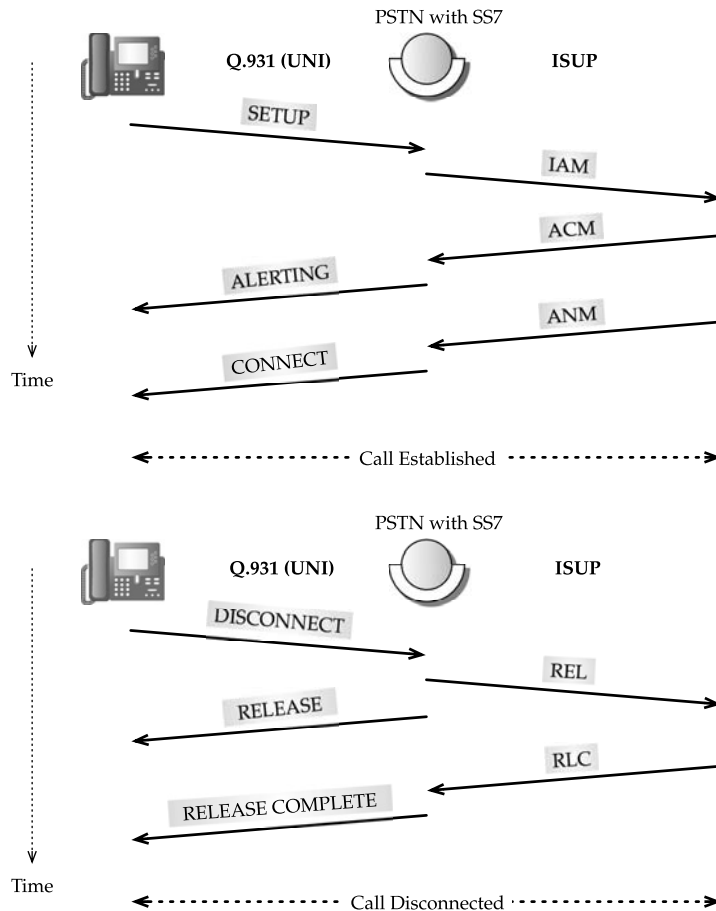 PSTN with SS7
Q.931 (UNI)
ISUP
SETUP
IAM
ACM
ALERTING
ANM
CONNECT
Time
Call Established
PSTN with SS7
Q.931 (UNI)
ISUP
DISCONNECT
REL
RELEASE
RLC
RELEASE COMPLETE
Time
Call Disconnected